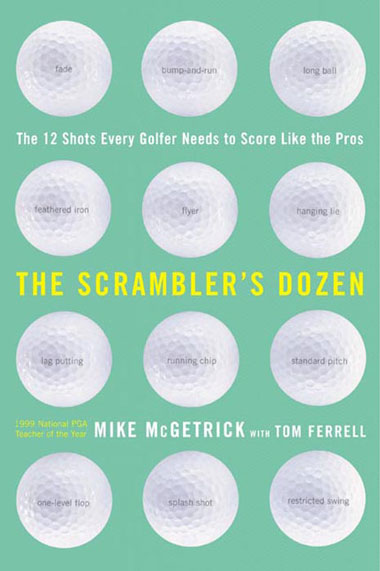 fade bump-and-run long ball
The 12 Shots Every Golfer Needs to Score Like the Pros
feathered iron flyer hanging lie
THE SCRAMBLER'S DOZEN
lag putting running chip standard pitch
1999 National PGA
Teacher of the Year
MIKE McGETRICK WITH TOM FERRELL
one-level flop splash shot restricted swing